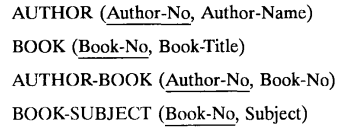 AUTHOR (Author-No, Author-Name)
BOOK (Book-No, Book-Title)
AUTHOR-BOOK (Author-No, Book-No)
BOOK-SUBJECT (Book-No, Subject)